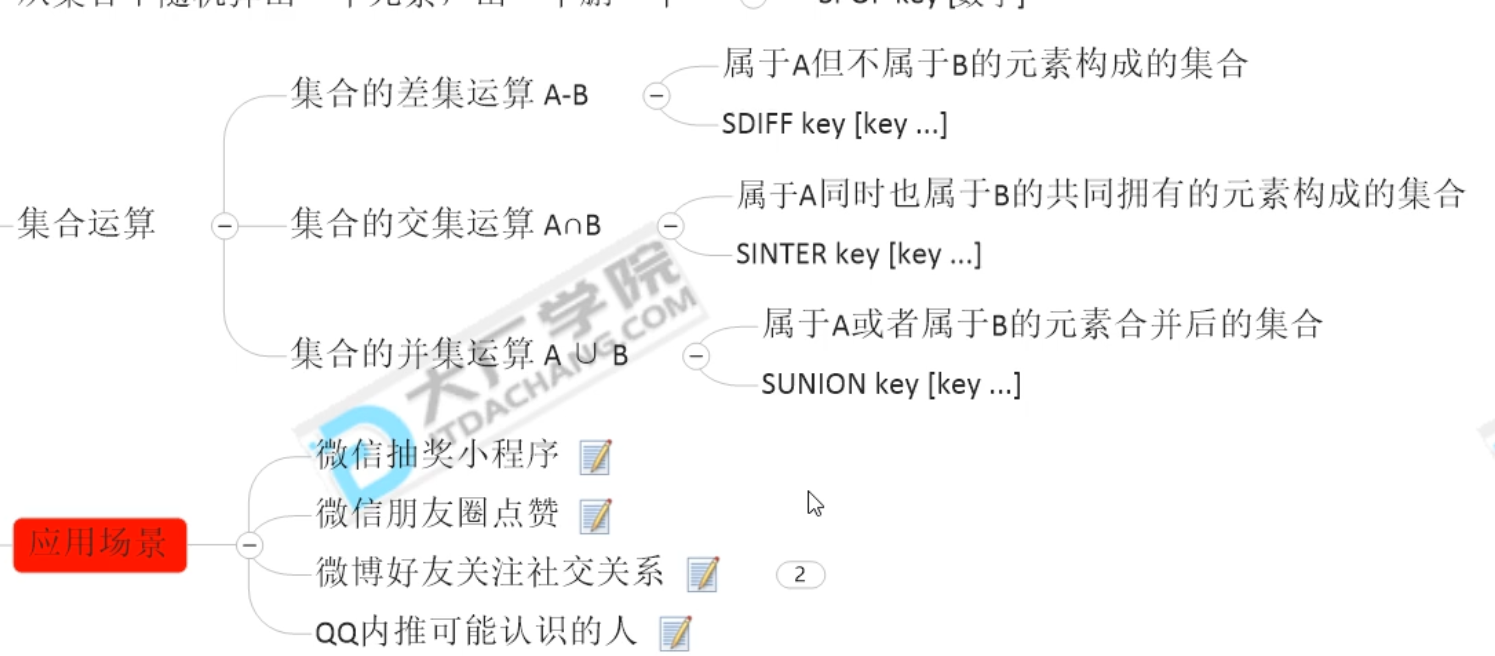 SPOP key [数字]
属于A但不属于B的元素构成的集合
集合的差集运算 A-B
SDIFF key [key ...]
属于A同时也属于B的共同拥有的元素构成的集合
集合运算
集合的交集运算 A∩B
SINTER key [key ...]
属于A或者属于B的元素合并后的集合
集合的并集运算 A ∪ B
SUNION key [key ...]
大厂学院
ITDACHANG.COM
微信抽奖小程序
微信朋友圈点赞
应用场景
微博好友关注社交关系
2
QQ内推可能认识的人